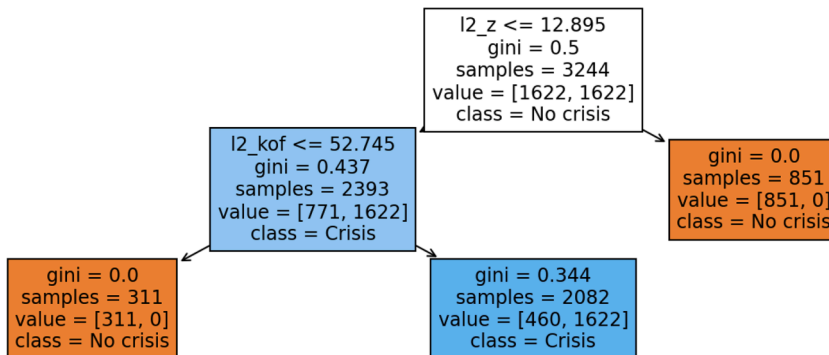 l2_z <= 12.895
gini = 0.5
samples = 3244
value = [1622, 1622]
class = No crisis
l2_kof <= 52.745
gini = 0.437
samples = 2393
value = [771, 1622]
class = Crisis
gini = 0.0
samples = 851
value = [851, 0]
class = No crisis
gini = 0.0
samples = 311
value = [311, 0]
class = No crisis
gini = 0.344
samples = 2082
value = [460, 1622]
class = Crisis